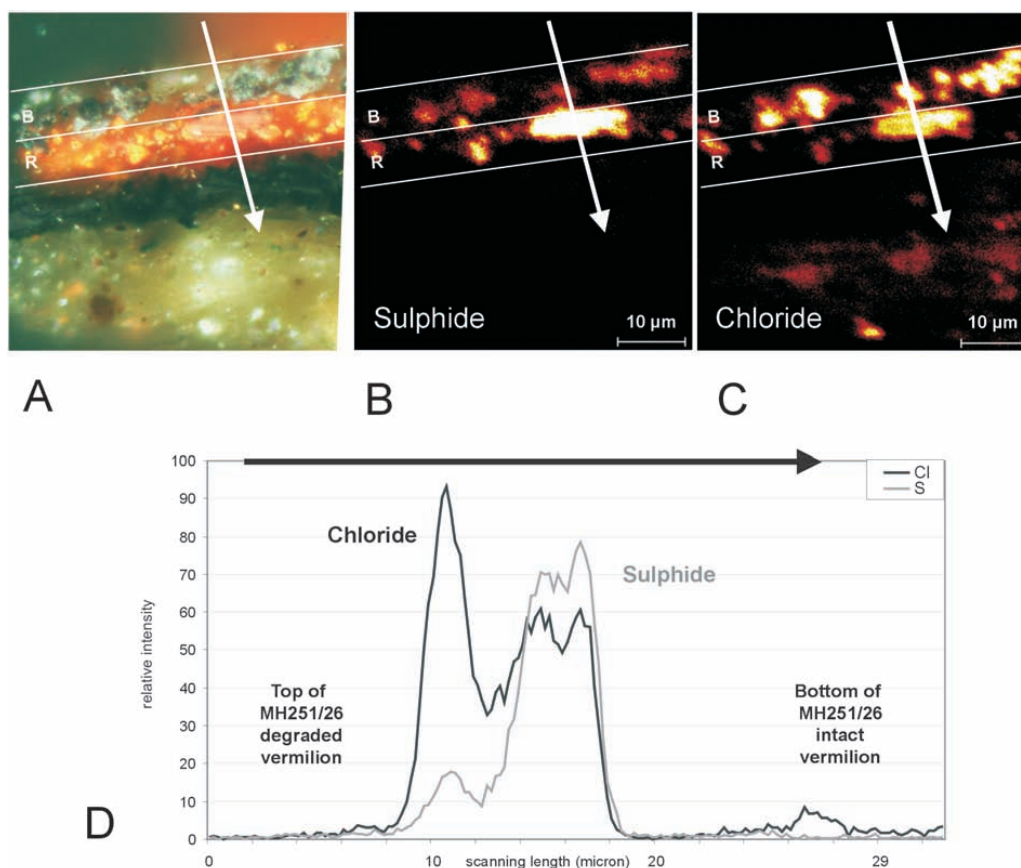 B
R
B
R
Sulphide
10 µm
B
R
Chloride
10 µm
A
B
C
100
90
80
70
60
50
40
30
20
10
0
relative intensity
Cl
S
Chloride
Sulphide
Top of
MH251/26
degraded
vermilion
Bottom of
MH251/26
intact
vermilion
D
0
10
scanning length (micron)
20
29